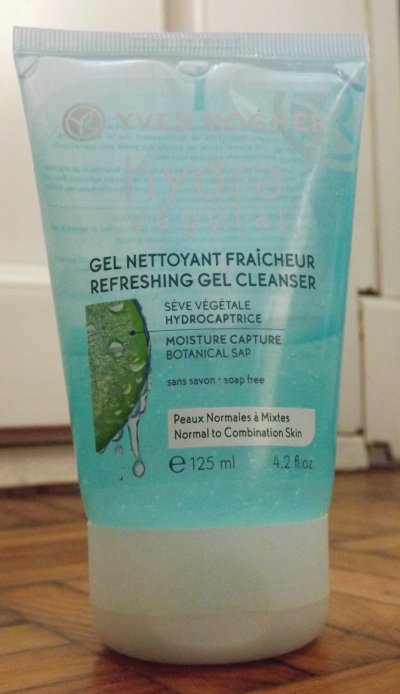 YVES ROCHER
hydra
végétal
GEL NETTOYANT FRAÎCHEUR
REFRESHING GEL CLEANSER
SÈVE VÉGÉTALE
HYDROCAPTRICE
MOISTURE CAPTURE
BOTANICAL SAP
sans savon · soap free
Peaux Normales à Mixtes
Normal to Combination Skin
℮ 125 ml 4.2 fl.oz